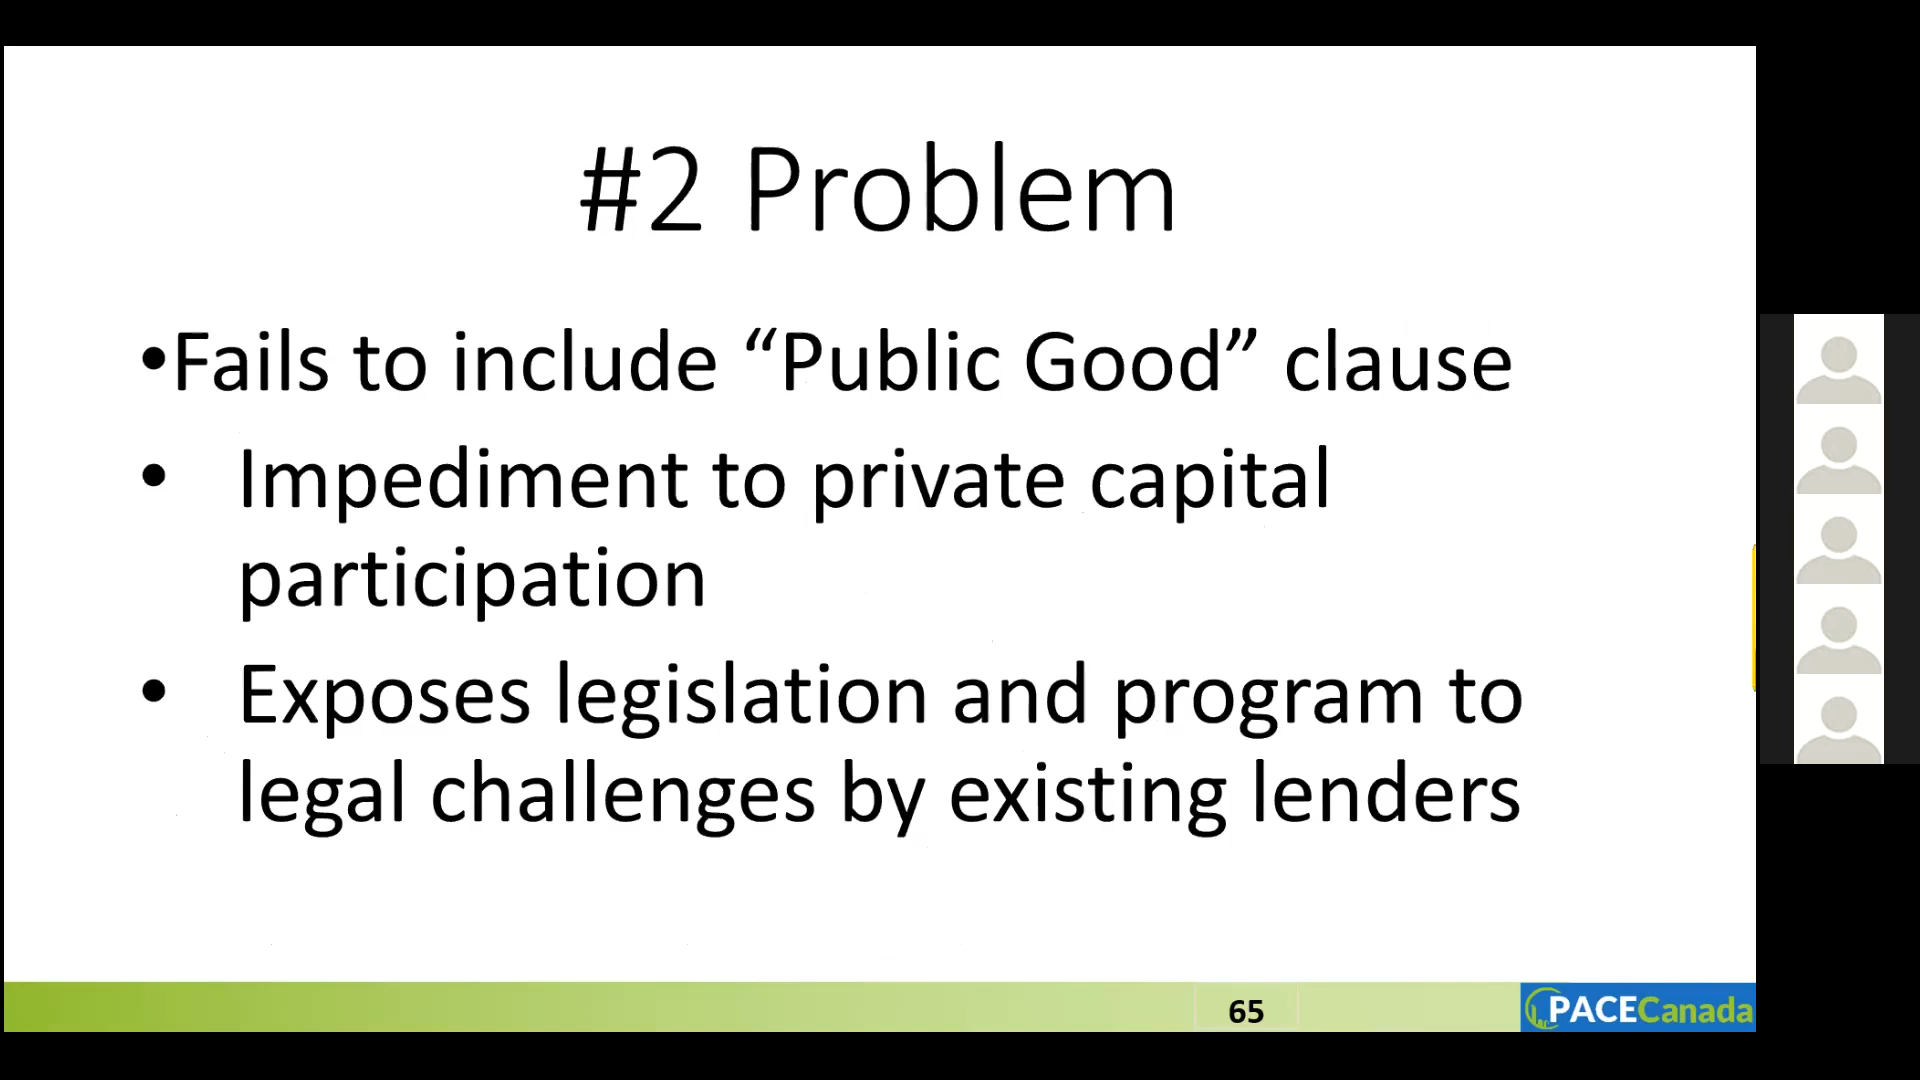 #2 Problem
•Fails to include “Public Good” clause
• Impediment to private capital
participation
• Exposes legislation and program to
legal challenges by existing lenders
65
PACECanada